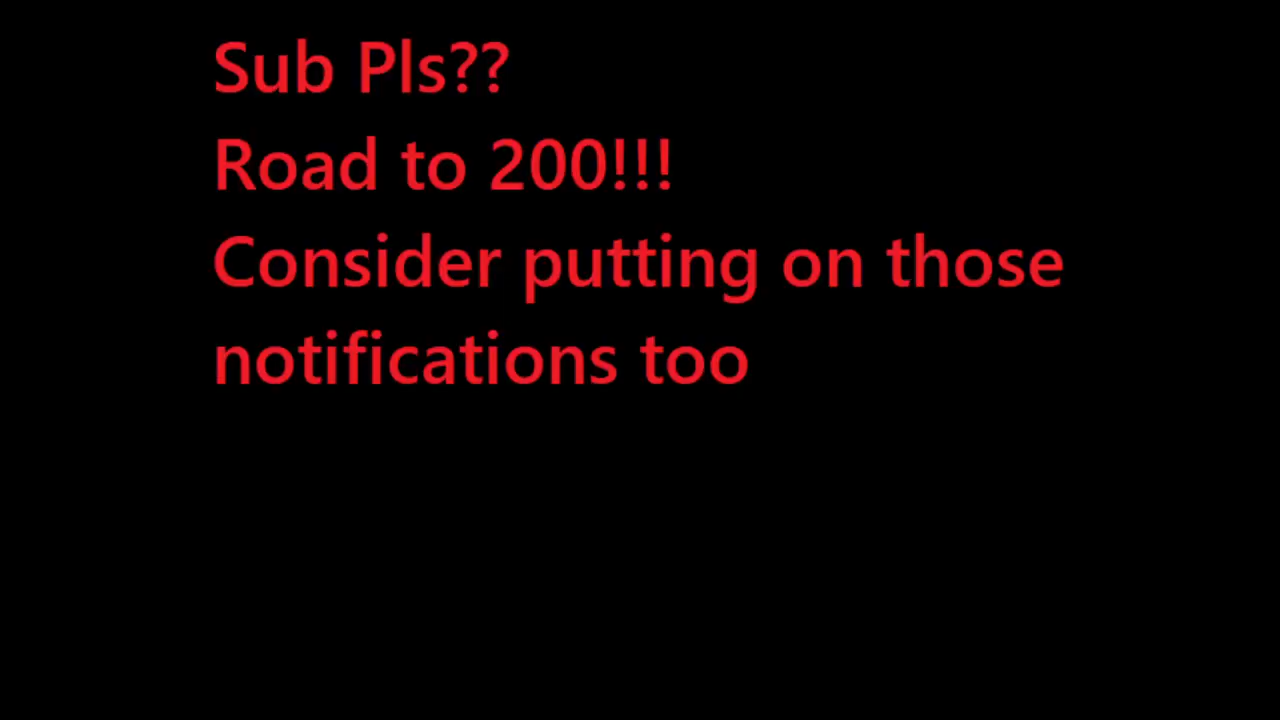 Sub Pls??
Road to 200!!!
Consider putting on those
notifications too